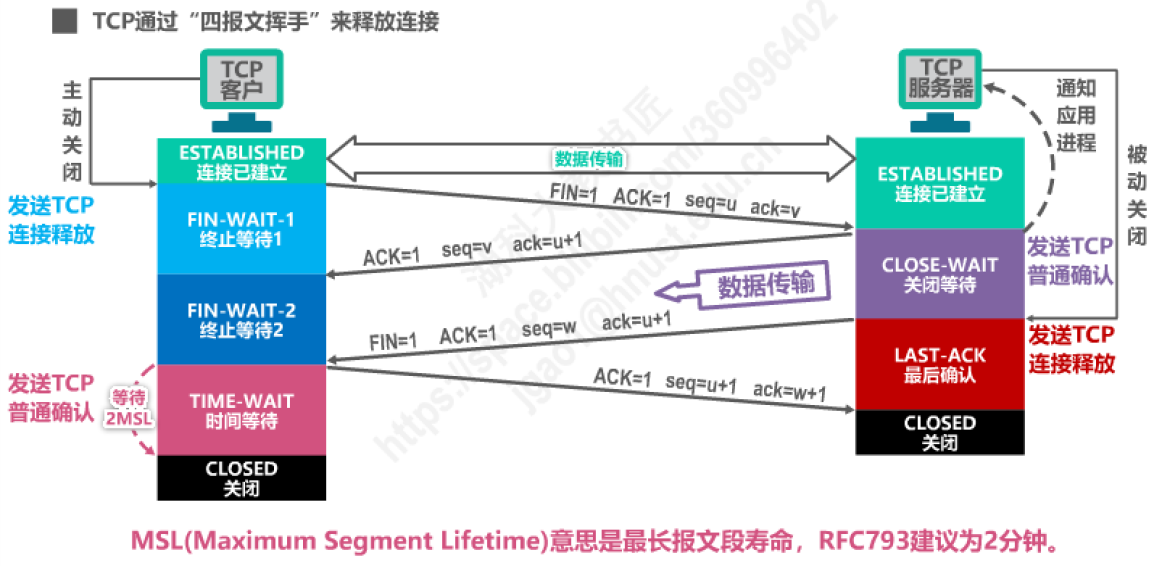 TCP通过“四报文挥手”来释放连接
TCP
客户
TCP
服务器
主动关闭
通知
应用
进程
被动关闭
ESTABLISHED
连接已建立
数据传输
ESTABLISHED
连接已建立
发送TCP
连接释放
FIN=1 ACK=1 seq=u ack=v
FIN-WAIT-1
终止等待1
ACK=1 seq=v ack=u+1
CLOSE-WAIT
关闭等待
发送TCP
普通确认
数据传输
FIN-WAIT-2
终止等待2
FIN=1 ACK=1 seq=w ack=u+1
LAST-ACK
最后确认
发送TCP
连接释放
发送TCP
普通确认
等待
2MSL
TIME-WAIT
时间等待
ACK=1 seq=u+1 ack=w+1
CLOSED
关闭
CLOSED
关闭
MSL(Maximum Segment Lifetime)意思是最长报文段寿命，RFC793建议为2分钟。
https://space.bilibili.com/360996402